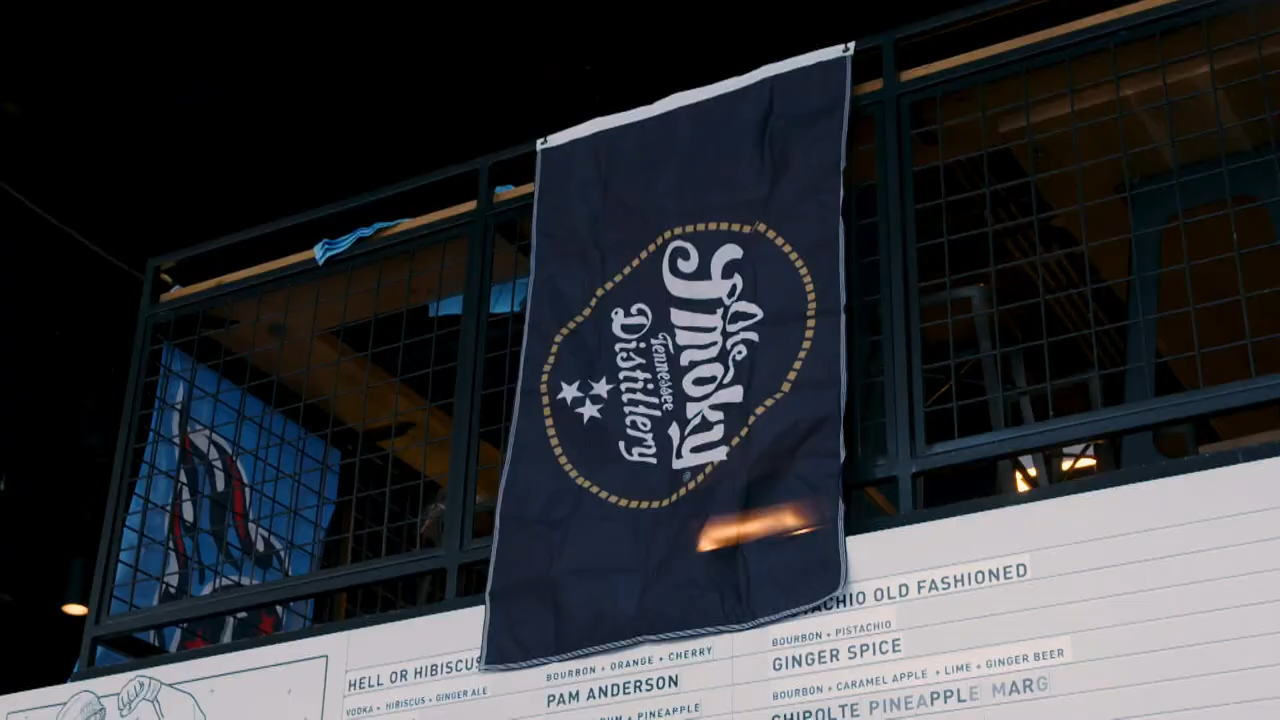 Ole
Smoky
Tennessee
Distillery
HELL OR HIBISCUS
VODKA + HIBISCUS + GINGER ALE
BOURBON + ORANGE + CHERRY
PAM ANDERSON
+ PINEAPPLE
OLD FASHIONED
BOURBON + PISTACHIO
GINGER SPICE
BOURBON + CARAMEL APPLE + LIME + GINGER BEER
CHIPOLTE PINEAPPLE MARG